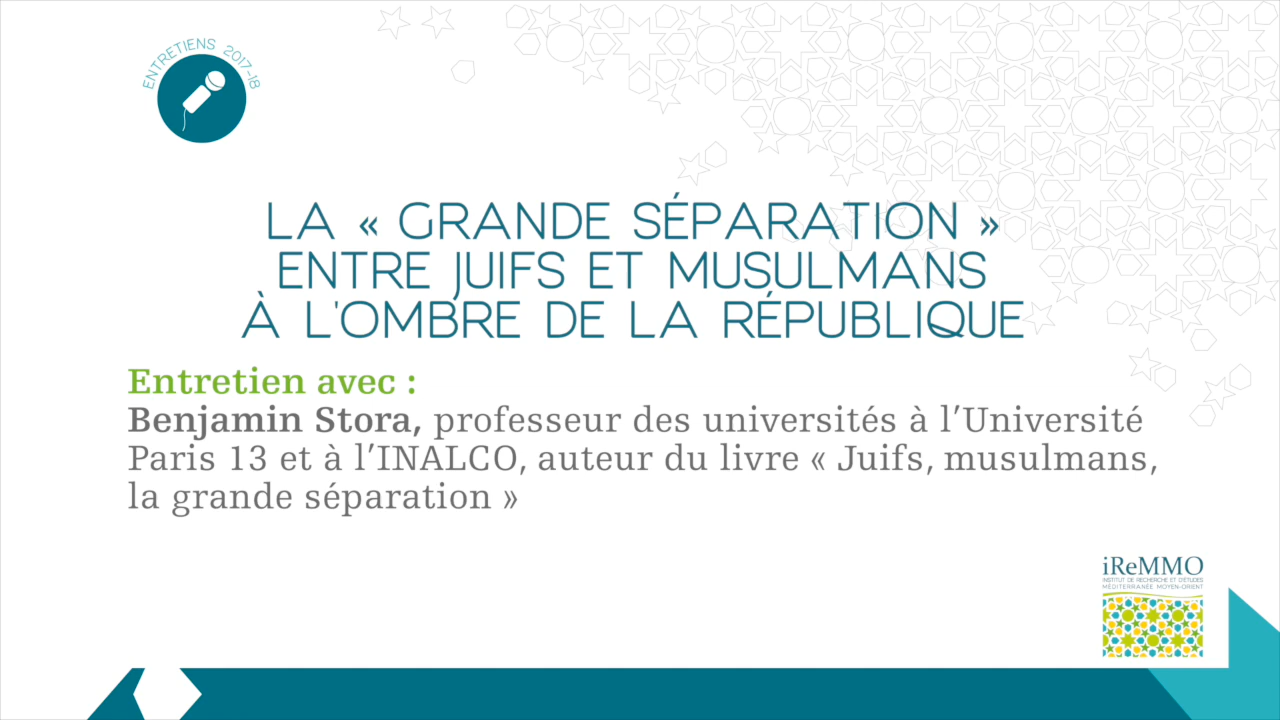 ENTRETIENS 2017-18
LA « GRANDE SÉPARATION »
ENTRE JUIFS ET MUSULMANS
À L'OMBRE DE LA RÉPUBLIQUE
Entretien avec :
Benjamin Stora, professeur des universités à l’Université
Paris 13 et à l’INALCO, auteur du livre « Juifs, musulmans,
la grande séparation »
iReMMO
INSTITUT DE RECHERCHE ET D'ÉTUDES
MÉDITERRANÉE MOYEN-ORIENT